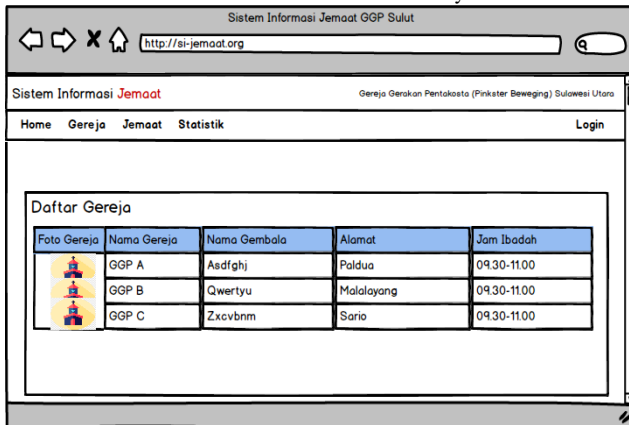 Sistem Informasi Jemaat GGP Sulut
http://si-jemaat.org
Sistem Informasi Jemaat
Gereja Gerakan Pentakosta (Pinkster Beweging) Sulawesi Utara
Home Gereja Jemaat Statistik Login
Daftar Gereja
Foto Gereja Nama Gereja Nama Gembala Alamat Jam Ibadah
GGP A Asdfghj Paldua 09.30-11.00
GGP B Qwertyu Malalayang 09.30-11.00
GGP C Zxcvbnm Sario 09.30-11.00